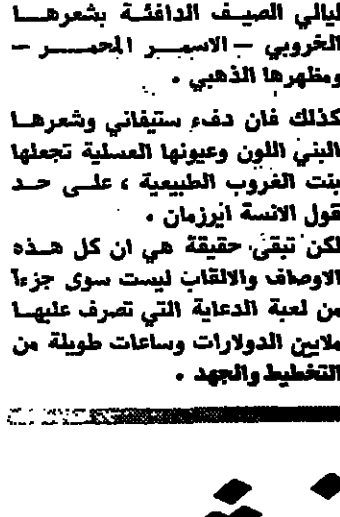 ليالي الصيف الدافئة بشعرها
الخروبي – الاسمر المحمر –
ومظهرها الذهبي .
كذلك فان دفء ستيفاني وشعرها
البني اللون وعيونها العسلية تجعلها
بنت الغروب الطبيعية ، على حد
قول الانسة ايرزمان .
لكن تبقى حقيقة هي ان كل هذه
الاوصاف والالقاب ليست سوى جزءاً
من لعبة الدعاية التي تصرف عليها
ملايين الدولارات وساعات طويلة من
التخطيط والجهد .